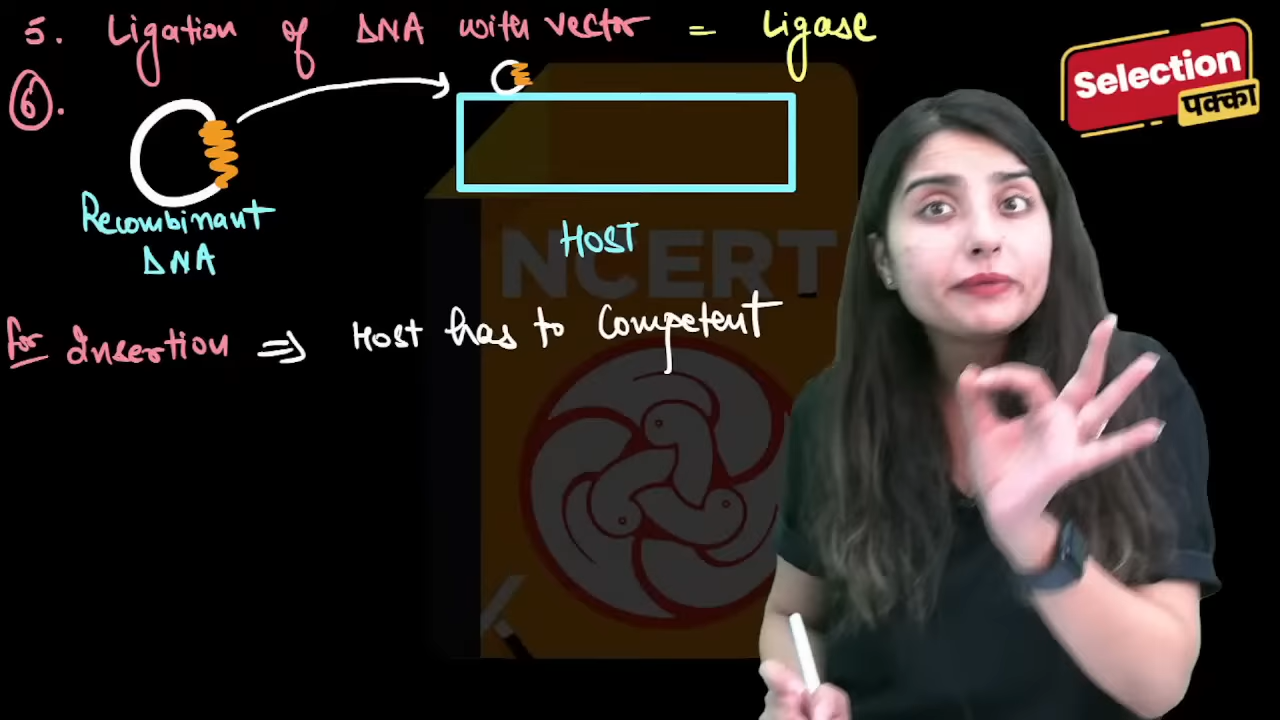 5. Ligation of DNA with vector = Ligase
6.
Recombinant
DNA
HOST
for Insertion ⇒ Host has to Competent
NCERT
Selection
पक्का